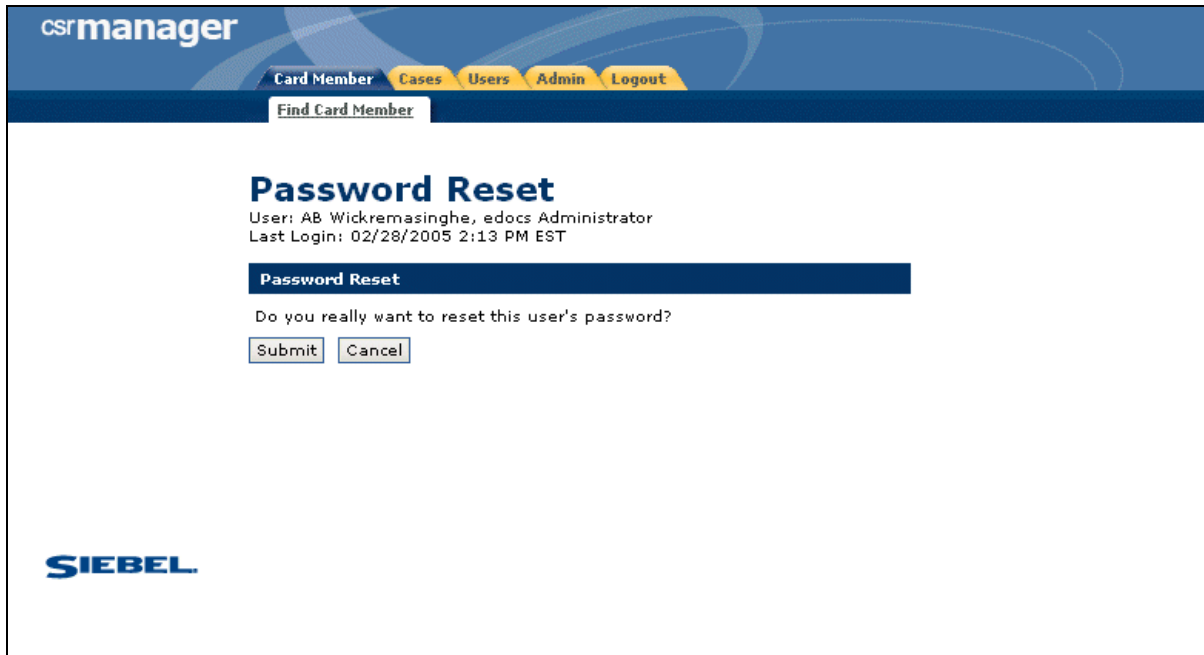 csrmanager
Card Member Cases Users Admin Logout
Find Card Member
Password Reset
User: AB Wickremasinghe, edocs Administrator
Last Login: 02/28/2005 2:13 PM EST
Password Reset
Do you really want to reset this user's password?
Submit Cancel
SIEBEL.